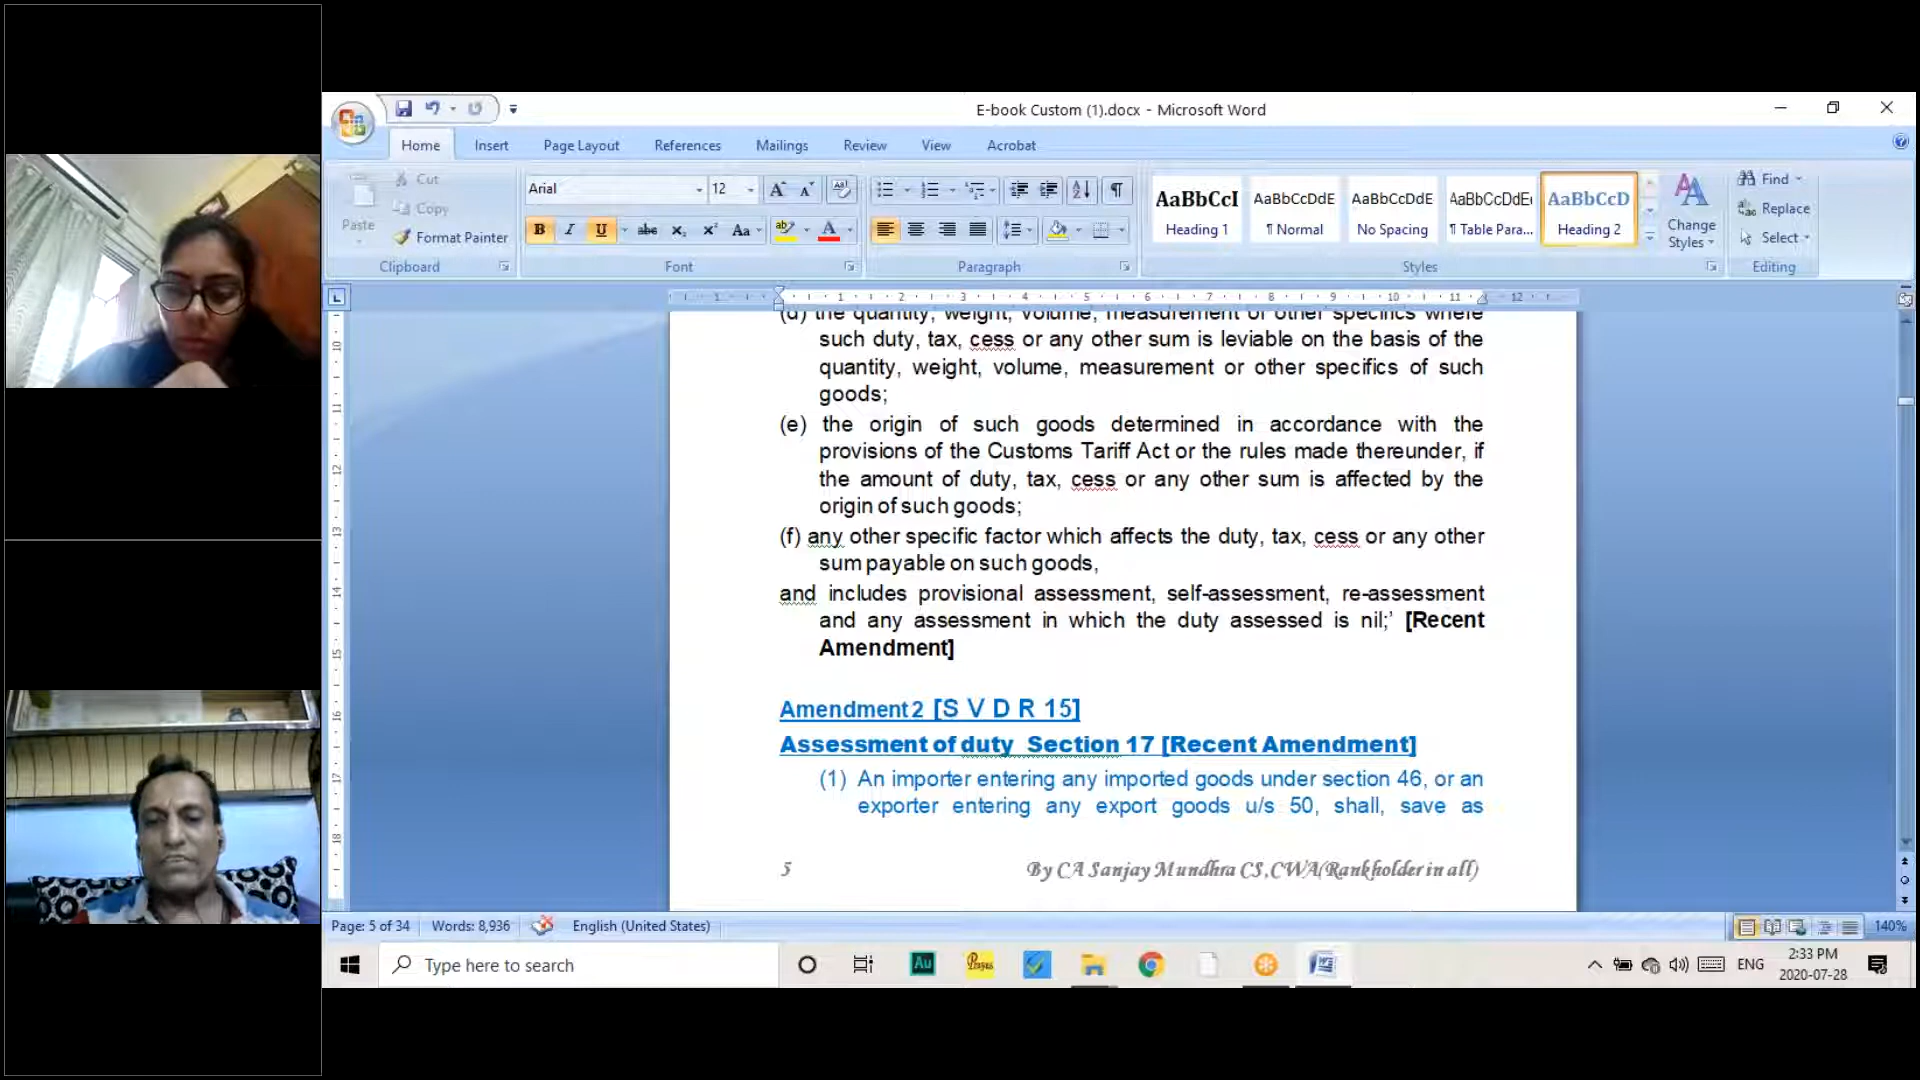 E-book Custom (1).docx - Microsoft Word
Home Insert Page Layout References Mailings Review View Acrobat
Paste
Cut
Copy
Format Painter
Clipboard
Arial 12
Font
Paragraph
AaBbCcI AaBbCcDdE AaBbCcDdE AaBbCcDdE AaBbCcD
Heading 1 ¶ Normal No Spacing ¶ Table Para... Heading 2
Change Styles
Styles
Find
Replace
Select
Editing
(d) the quantity, weight, volume, measurement or other specifics where
such duty, tax, cess or any other sum is leviable on the basis of the
quantity, weight, volume, measurement or other specifics of such
goods;
(e) the origin of such goods determined in accordance with the
provisions of the Customs Tariff Act or the rules made thereunder, if
the amount of duty, tax, cess or any other sum is affected by the
origin of such goods;
(f) any other specific factor which affects the duty, tax, cess or any other
sum payable on such goods,
and includes provisional assessment, self-assessment, re-assessment
and any assessment in which the duty assessed is nil;’ [Recent
Amendment]
Amendment 2 [S V D R 15]
Assessment of duty Section 17 [Recent Amendment]
(1) An importer entering any imported goods under section 46, or an
exporter entering any export goods u/s 50, shall, save as
5 By CA Sanjay Mundhra CS,CWA(Rankholder in all)
Page: 5 of 34 Words: 8,936 English (United States) 140%
Type here to search
Au
ENG
2:33 PM
2020-07-28